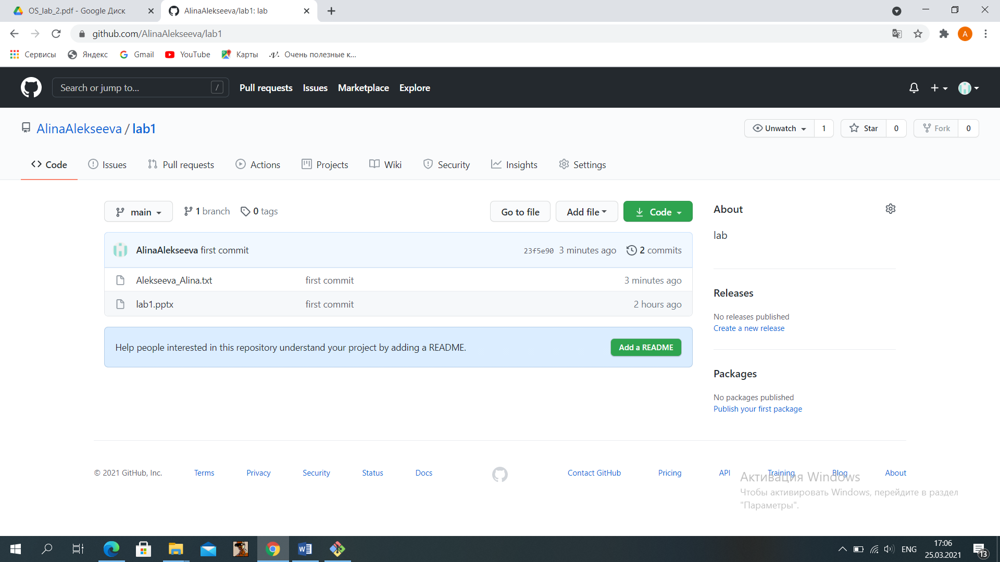 OS_lab_2.pdf - Google Диск
AlinaAlekseeva/lab1: lab
github.com/AlinaAlekseeva/lab1
A
Сервисы
Яндекс
Gmail
YouTube
Карты
Очень полезные к...
Search or jump to...
/
Pull requests
Issues
Marketplace
Explore
AlinaAlekseeva / lab1
Unwatch
1
Star
0
Fork
0
Code
Issues
Pull requests
Actions
Projects
Wiki
Security
Insights
Settings
main
1 branch
0 tags
Go to file
Add file
Code
About
lab
AlinaAlekseeva first commit
23f5e90
3 minutes ago
2 commits
Alekseeva_Alina.txt
first commit
3 minutes ago
lab1.pptx
first commit
2 hours ago
Help people interested in this repository understand your project by adding a README.
Add a README
Releases
No releases published
Create a new release
Packages
No packages published
Publish your first package
© 2021 GitHub, Inc.
Terms
Privacy
Security
Status
Docs
Contact GitHub
Pricing
API
Training
Blog
About
Активация Windows
Чтобы активировать Windows, перейдите в раздел
"Параметры".
ENG
17:06
25.03.2021
13